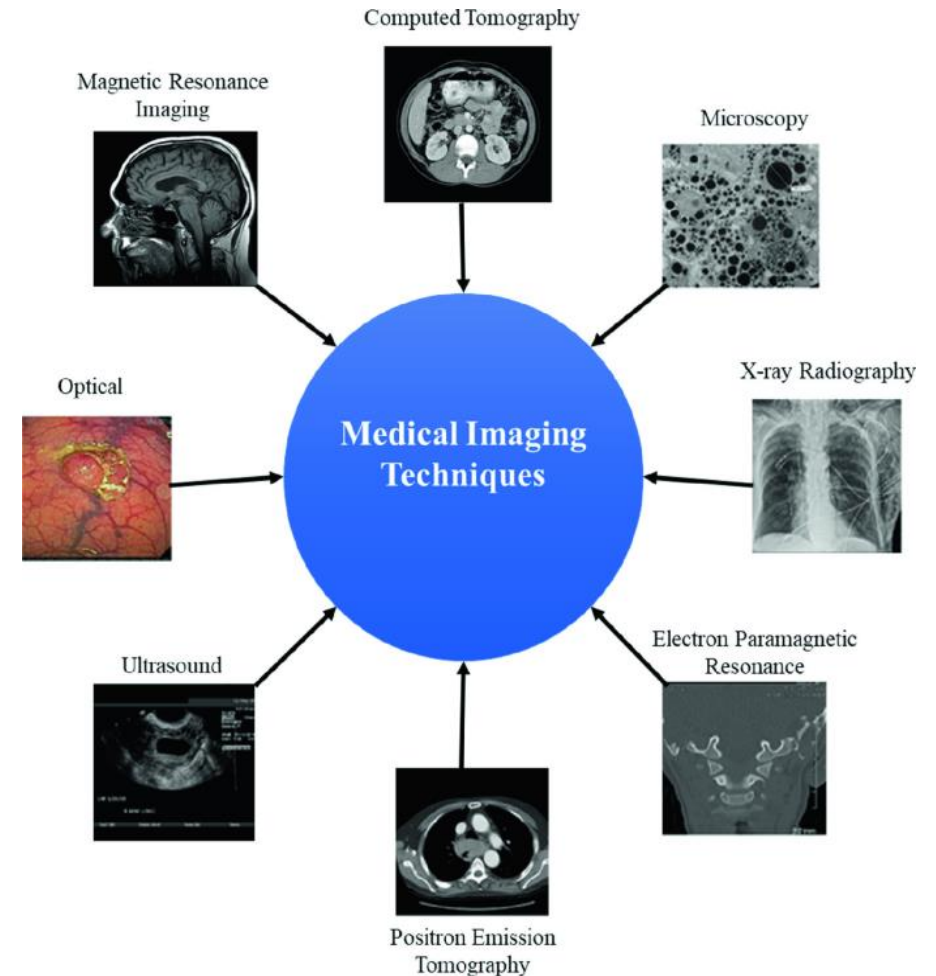 Computed Tomography
Magnetic Resonance
Imaging
Microscopy
Optical
X-ray Radiography
Medical Imaging
Techniques
Ultrasound
Electron Paramagnetic
Resonance
Positron Emission
Tomography